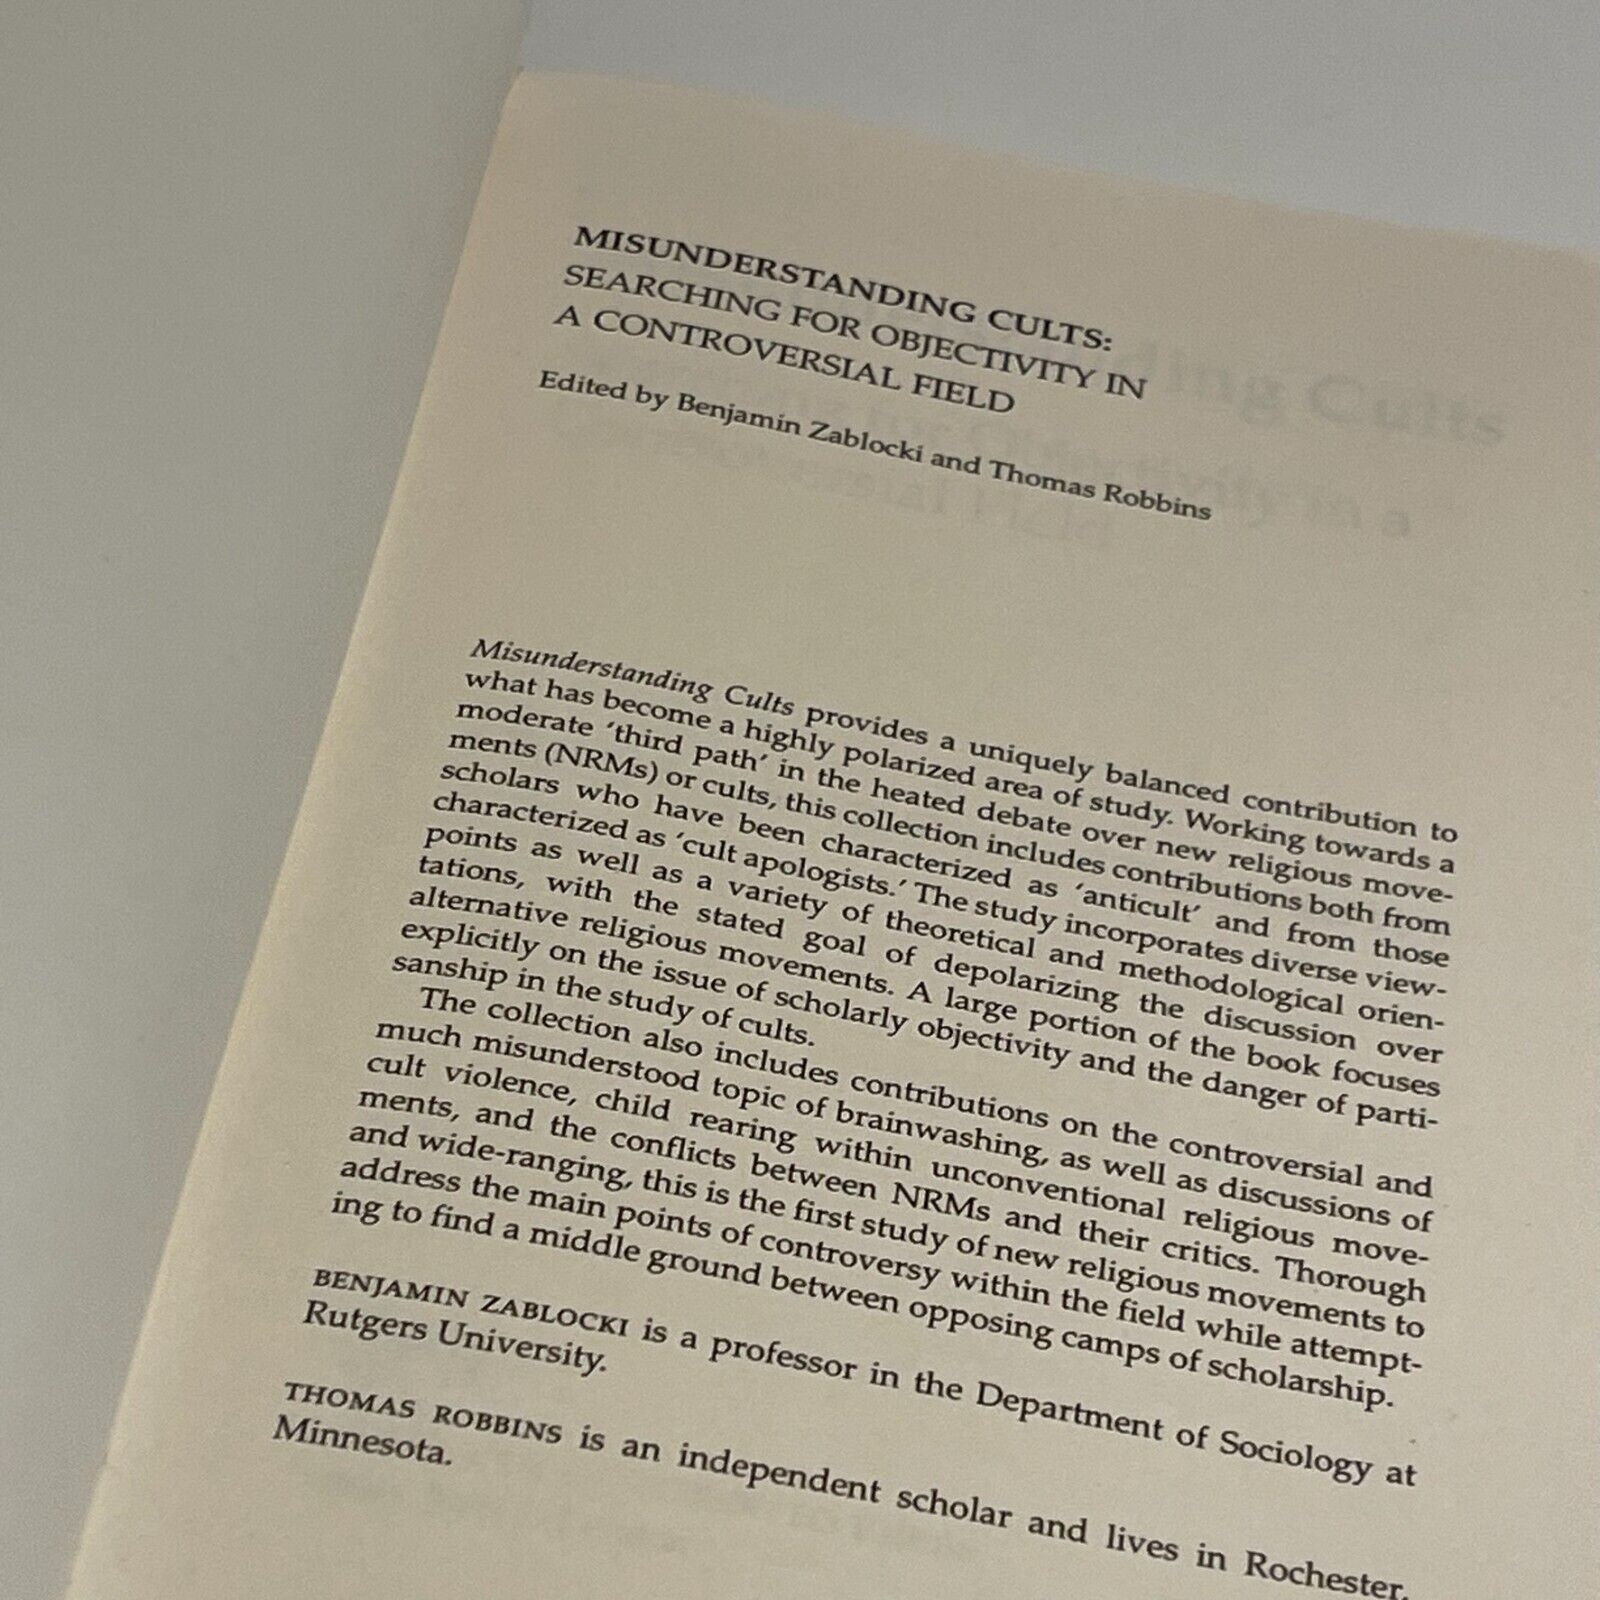 MISUNDERSTANDING CULTS:
SEARCHING FOR OBJECTIVITY IN
A CONTROVERSIAL FIELD
Edited by Benjamin Zablocki and Thomas Robbins
Misunderstanding Cults provides a uniquely balanced contribution to
what has become a highly polarized area of study. Working towards a
moderate ‘third path’ in the heated debate over new religious move-
ments (NRMs) or cults, this collection includes contributions both from
scholars who have been characterized as ‘anticult’ and from those
characterized as ‘cult apologists.’ The study incorporates diverse view-
points as well as a variety of theoretical and methodological orien-
tations, with the stated goal of depolarizing the discussion over
alternative religious movements. A large portion of the book focuses
explicitly on the issue of scholarly objectivity and the danger of parti-
sanship in the study of cults.
The collection also includes contributions on the controversial and
much misunderstood topic of brainwashing, as well as discussions of
cult violence, child rearing within unconventional religious move-
ments, and the conflicts between NRMs and their critics. Thorough
and wide-ranging, this is the first study of new religious movements to
address the main points of controversy within the field while attempt-
ing to find a middle ground between opposing camps of scholarship.
BENJAMIN ZABLOCKI is a professor in the Department of Sociology at
Rutgers University.
THOMAS ROBBINS is an independent scholar and lives in Rochester,
Minnesota.